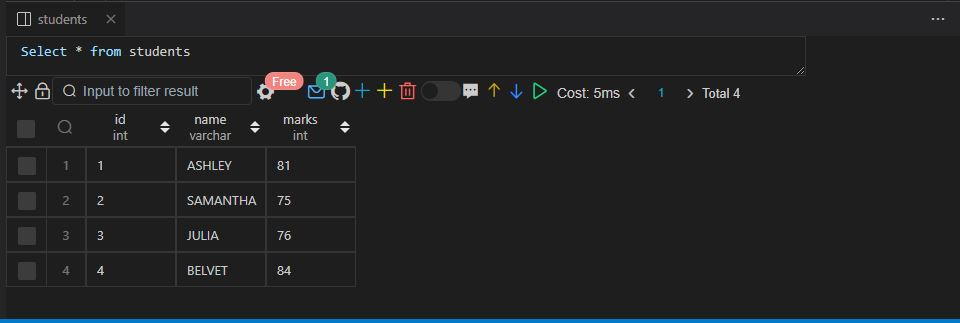 students
Select * from students
Input to filter result Free 1 Cost: 5ms 1 Total 4
id name marks
int varchar int
1 1 ASHLEY 81
2 2 SAMANTHA 75
3 3 JULIA 76
4 4 BELVET 84